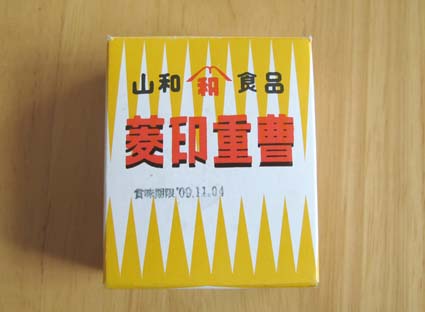 山和 和 食品
菱印重曹
賞味期限'09.11.04